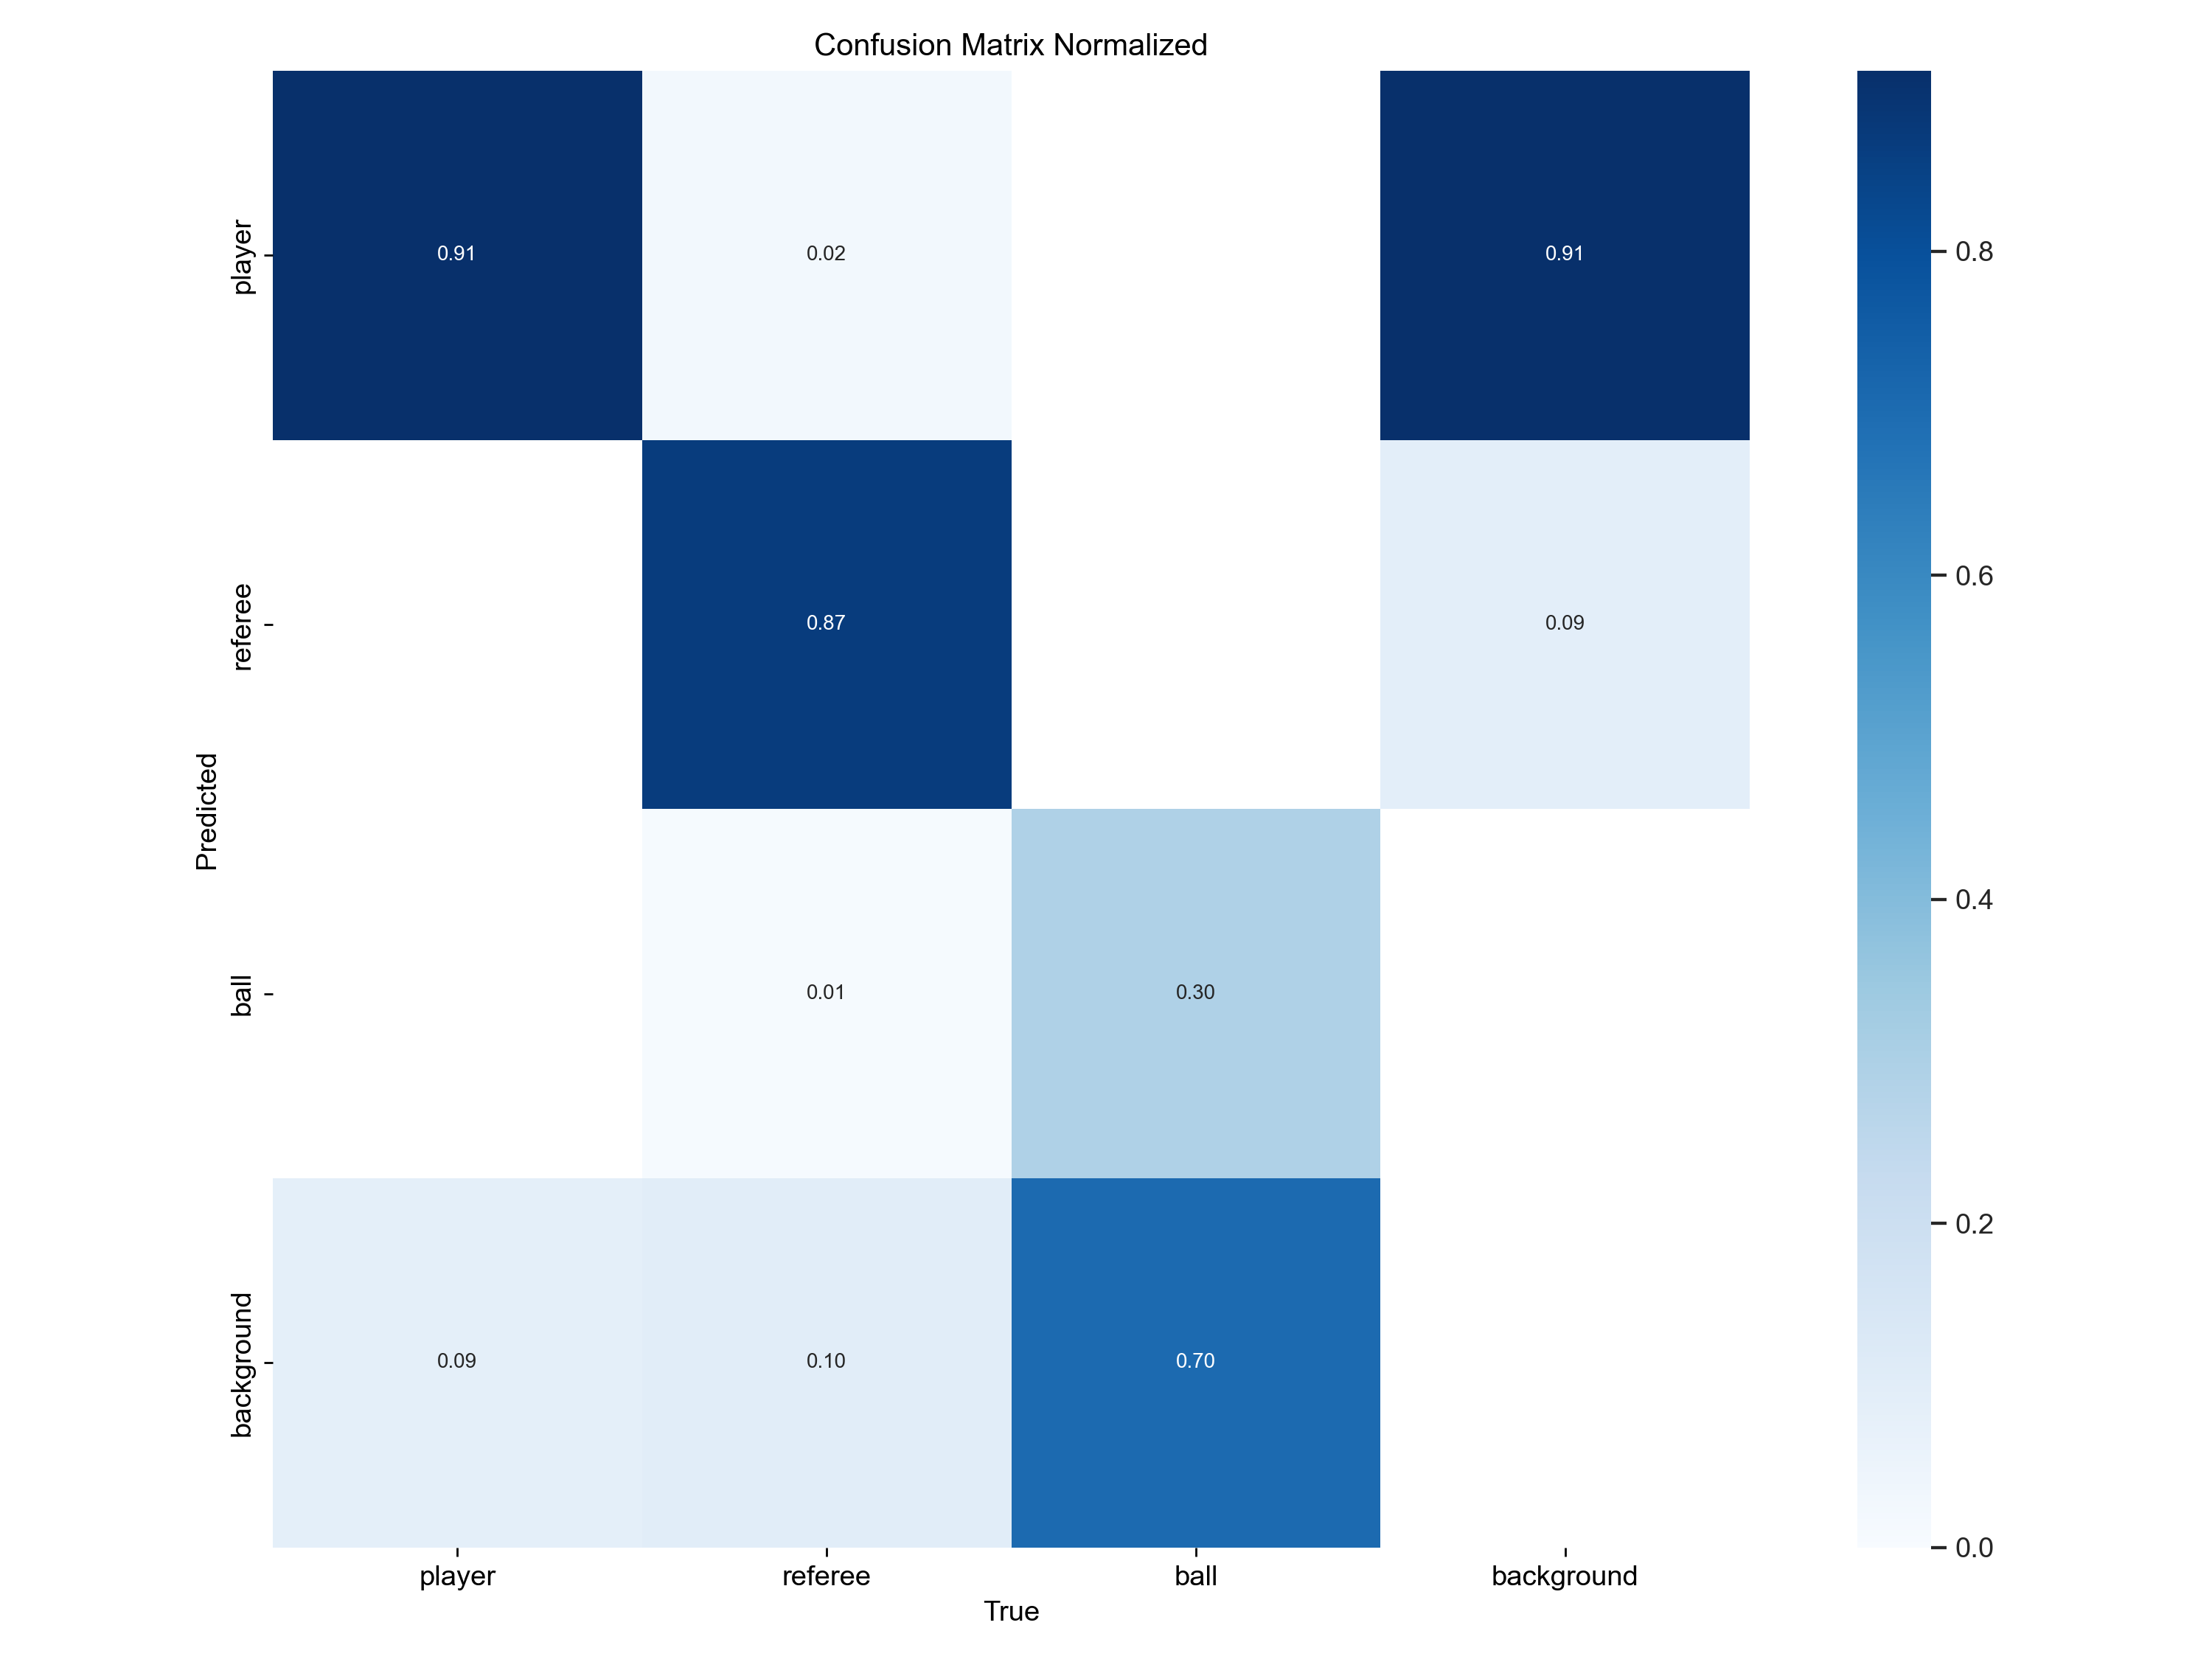 Confusion Matrix Normalized
player
0.91
0.02
0.91
0.8
referee
0.87
0.09
0.6
Predicted
ball
0.01
0.30
0.4
background
0.09
0.10
0.70
0.2
0.0
player
referee
ball
background
True